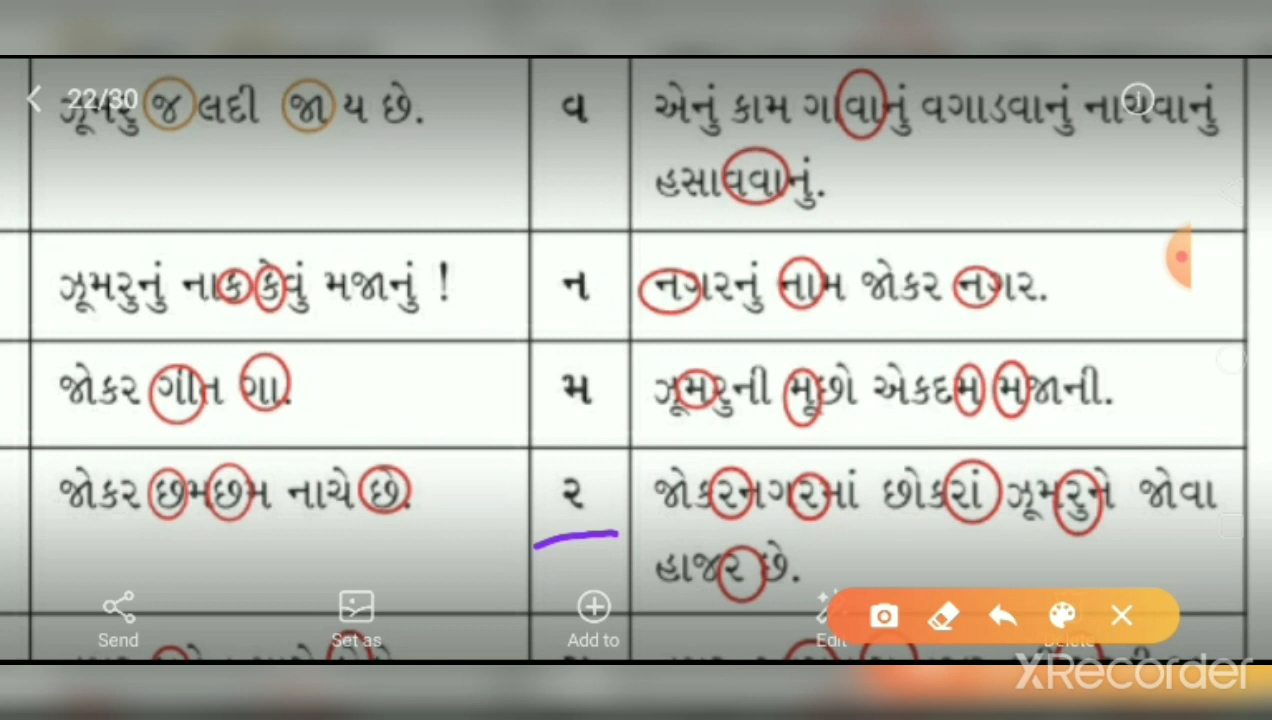 22/30
ઝૂમરુ જલદી જાય છે.
વ
એનું કામ ગાવાનું વગાડવાનું નાચવાનું
હસાવવાનું.
ઝૂમરુનું નાક કેવું મજાનું !
ન
નગરનું નામ જોકર નગર.
જોકર ગીત ગા.
મ
ઝૂમરુની મૂછો એકદમ મજાની.
જોકર છમછમ નાચે છે.
ર
જોકરનગરમાં છોકરાં ઝૂમરુને જોવા
હાજર છે.
Send
Set as
Add to
Edit
Delete
XRecorder